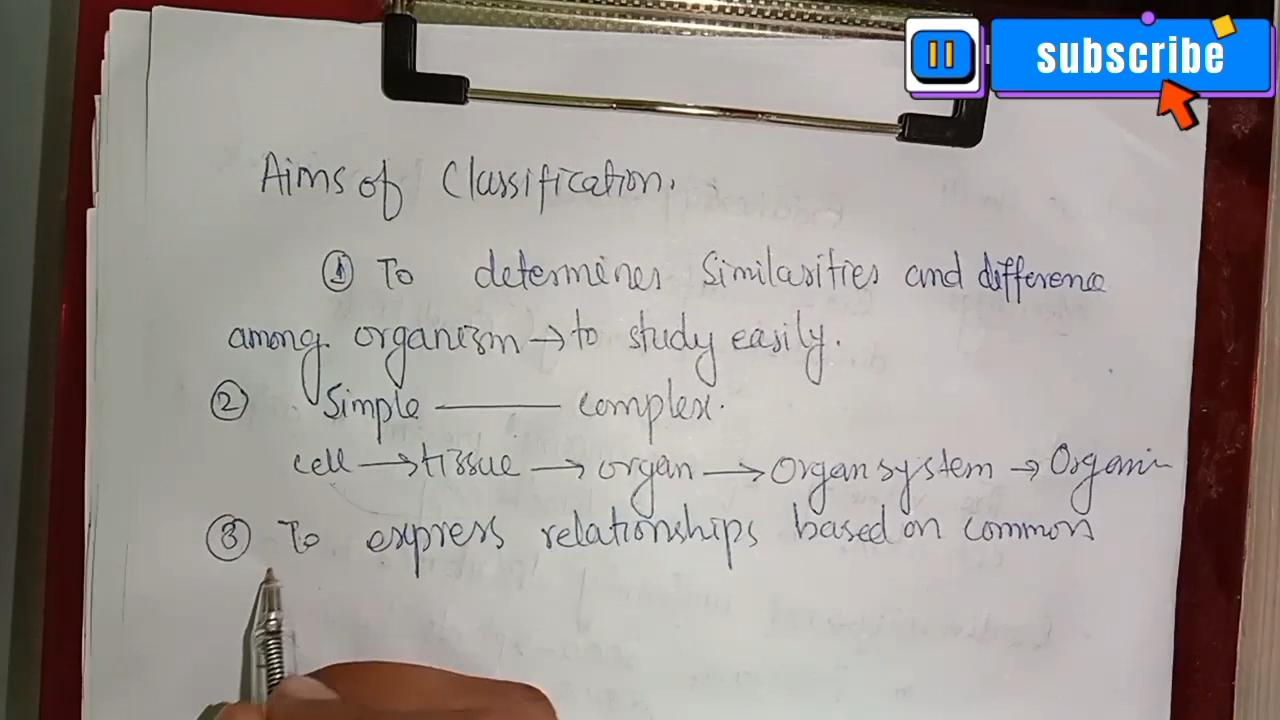 subscribe
Aims of Classification.
① To determines Similarities and difference
among organism → to study easily.
② Simple —— complex.
cell → tissue → organ → Organ system → Organi
③ To express relationships based on common